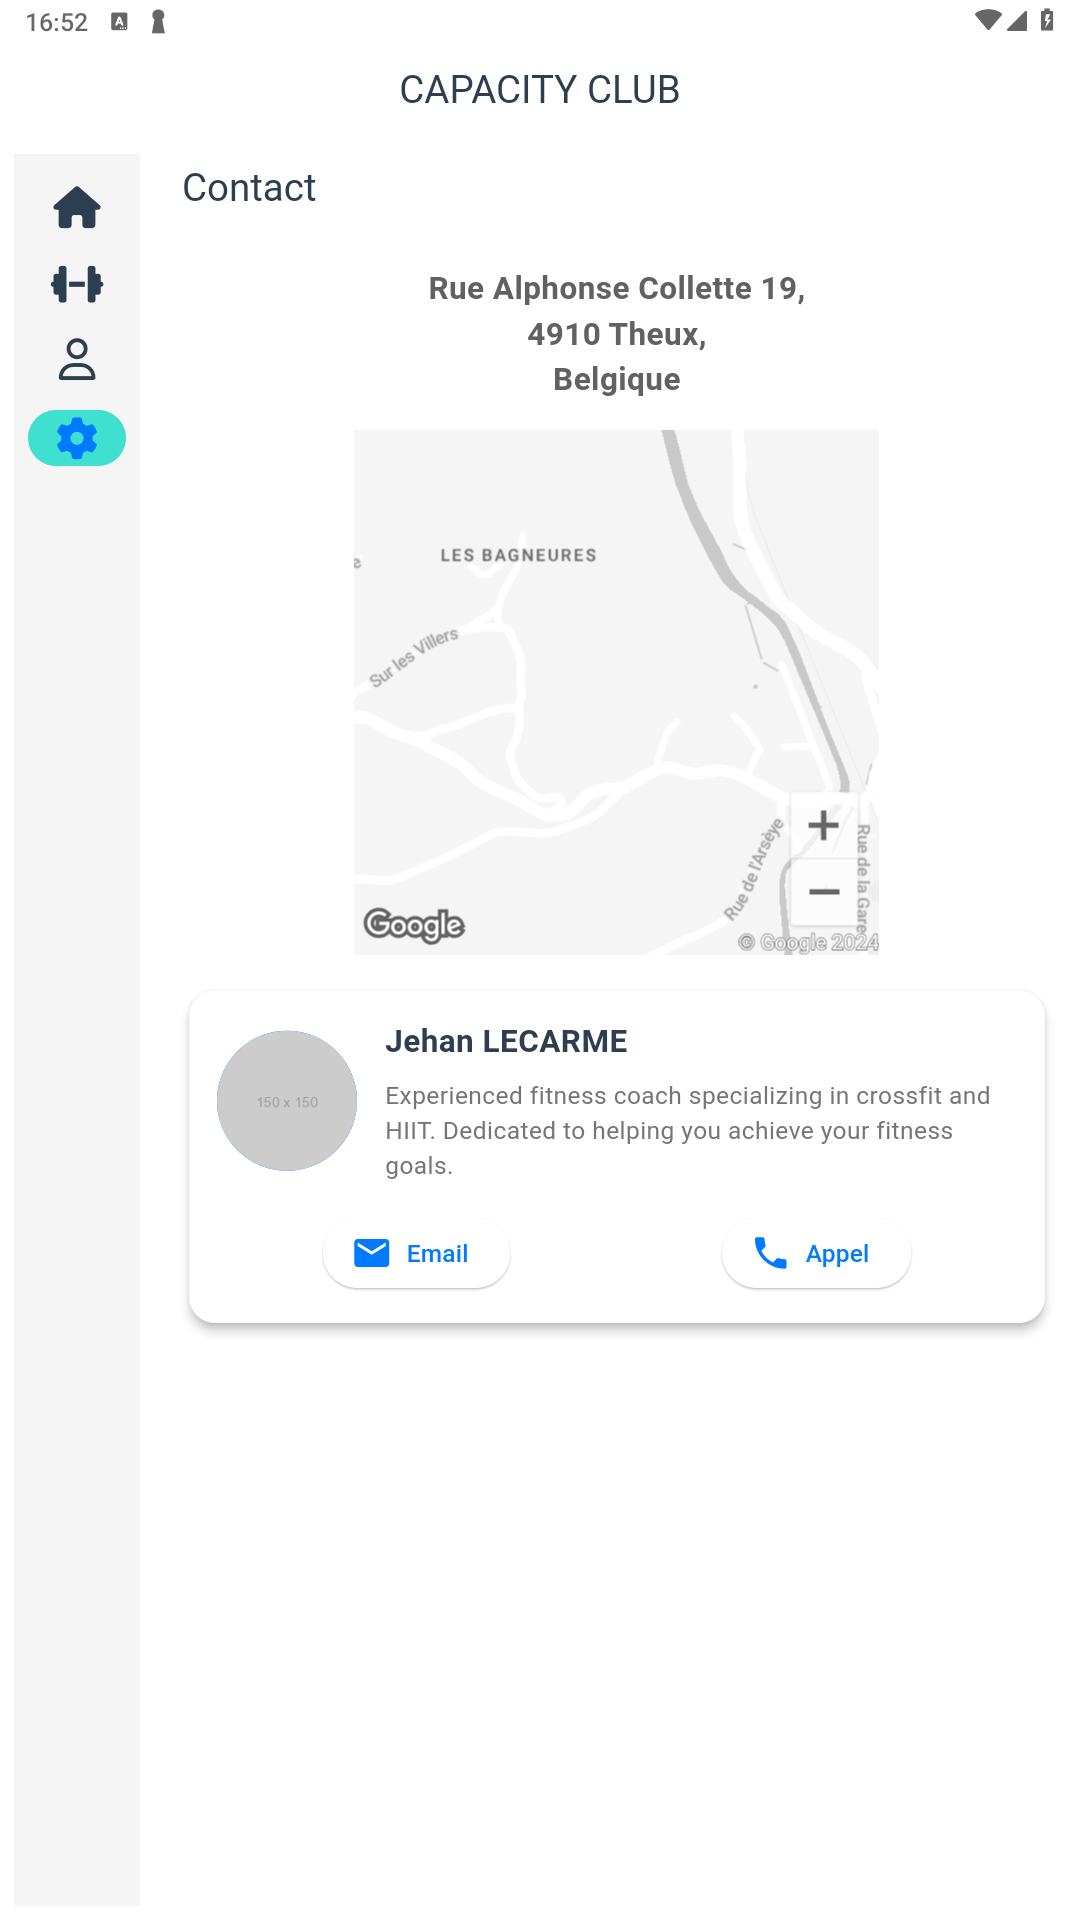 16:52
CAPACITY CLUB
Contact
Rue Alphonse Collette 19,
4910 Theux,
Belgique
LES BAGNEURES
e
Sur les Villers
Rue de l'Arsèye
Rue de la Gare
Google
© Google 2024
Jehan LECARME
150 x 150
Experienced fitness coach specializing in crossfit and
HIIT. Dedicated to helping you achieve your fitness
goals.
Email
Appel